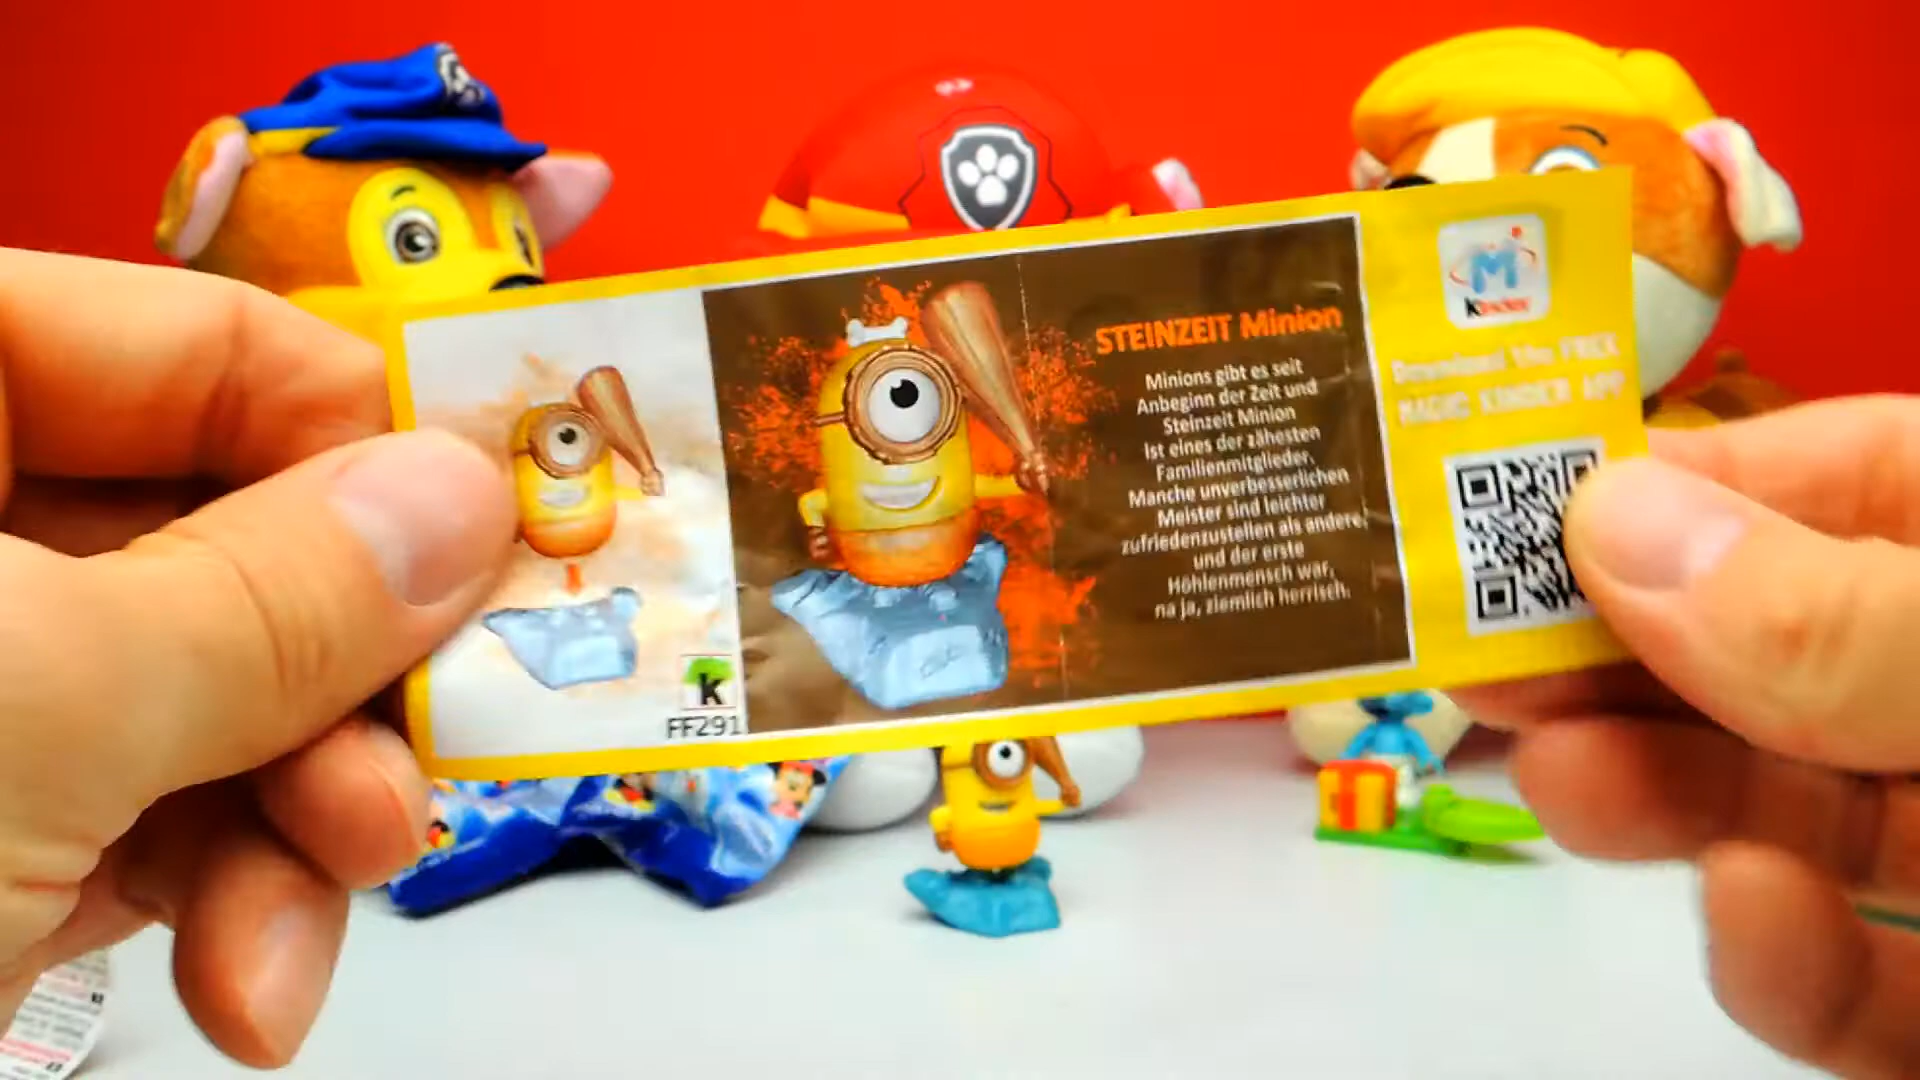 STEINZEIT Minion
Minions gibt es seit
Anbeginn der Zeit und
Steinzeit Minion
Ist eines der zähesten
Familienmitglieder.
Manche unverbesserlichen
Meister sind leichter
zufriedenzustellen als andere,
und der erste
Höhlenmensch war,
na ja, ziemlich herrisch.
k
FF291
M
Kinder
Download the FREE
MAGIC KINDER APP